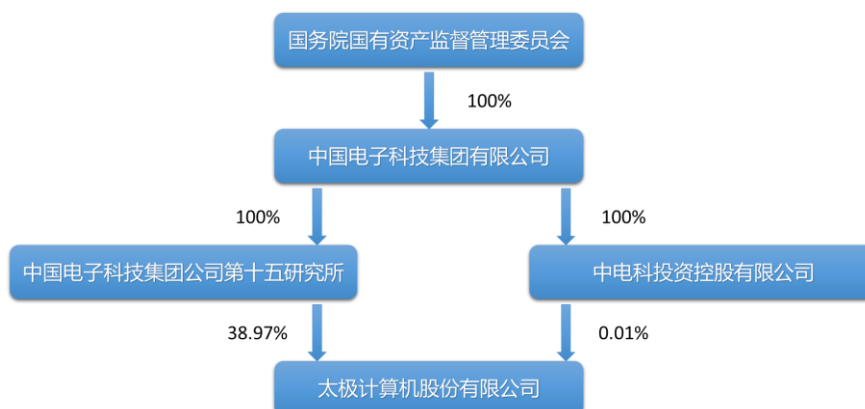 国务院国有资产监督管理委员会
100%
中国电子科技集团有限公司
100%
100%
中国电子科技集团公司第十五研究所
中电科投资控股有限公司
38.97%
0.01%
太极计算机股份有限公司